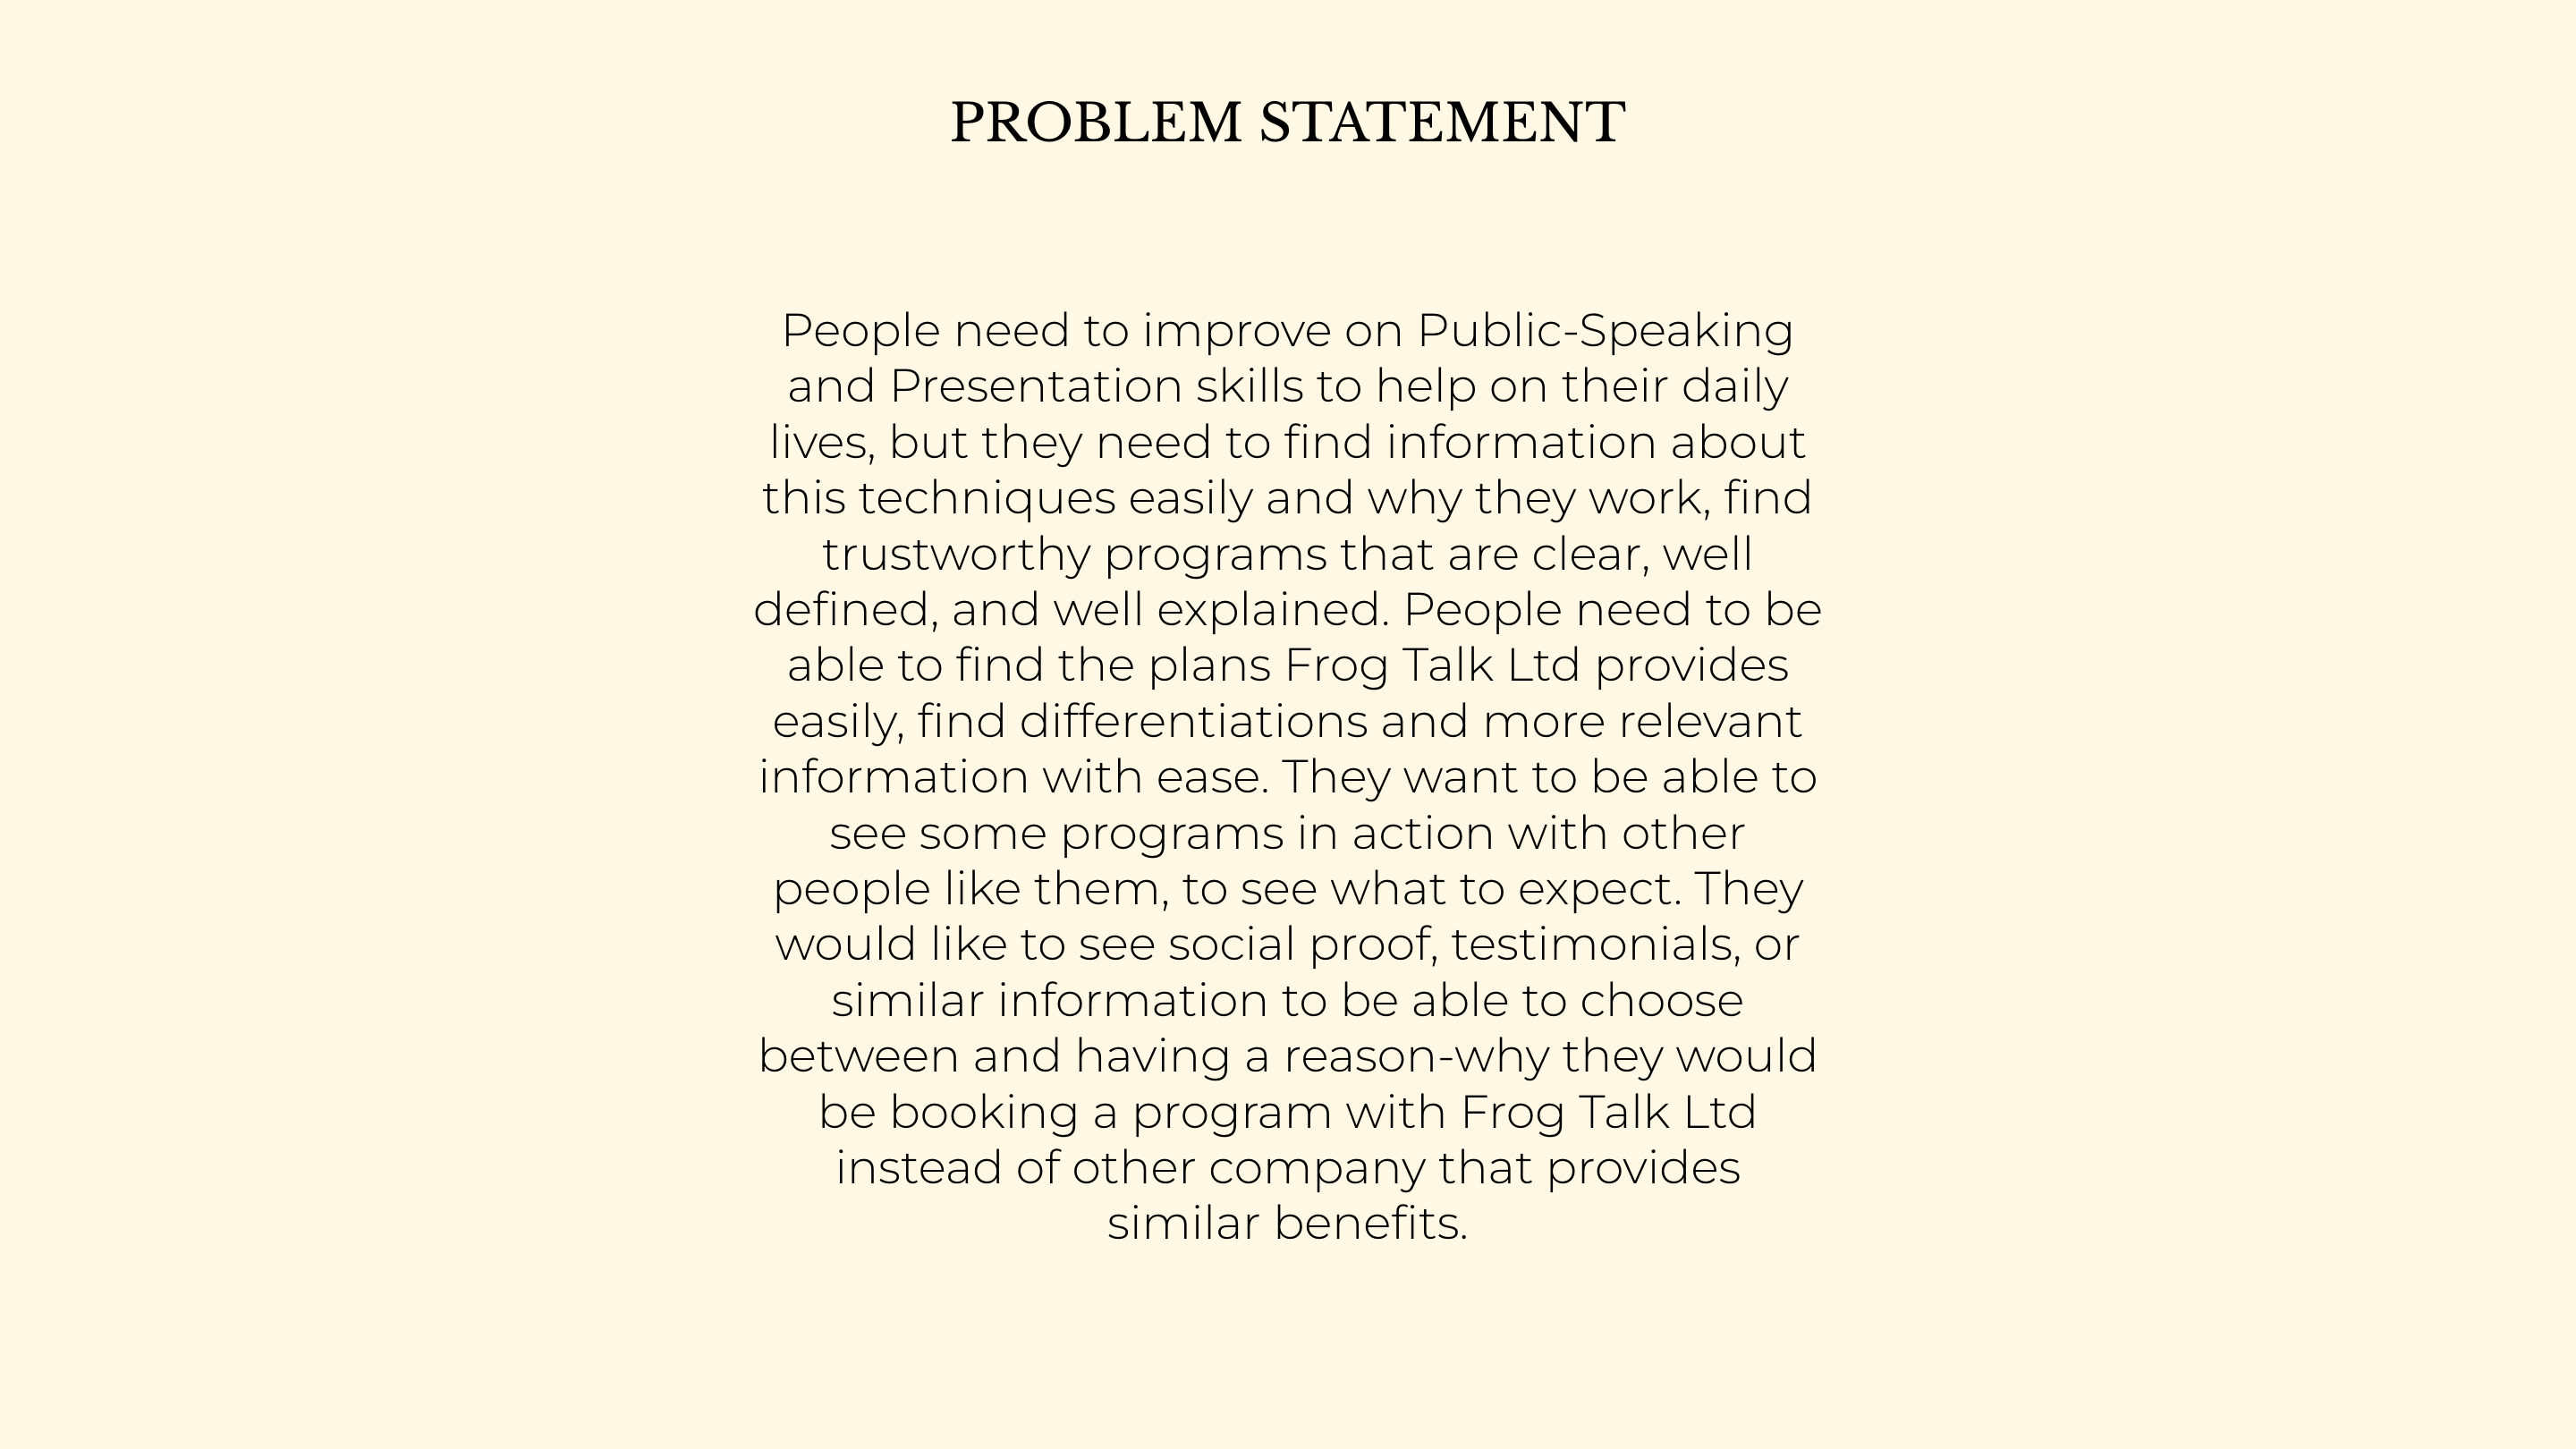 PROBLEM STATEMENT
People need to improve on Public-Speaking
and Presentation skills to help on their daily
lives, but they need to find information about
this techniques easily and why they work, find
trustworthy programs that are clear, well
defined, and well explained. People need to be
able to find the plans Frog Talk Ltd provides
easily, find differentiations and more relevant
information with ease. They want to be able to
see some programs in action with other
people like them, to see what to expect. They
would like to see social proof, testimonials, or
similar information to be able to choose
between and having a reason-why they would
be booking a program with Frog Talk Ltd
instead of other company that provides
similar benefits.